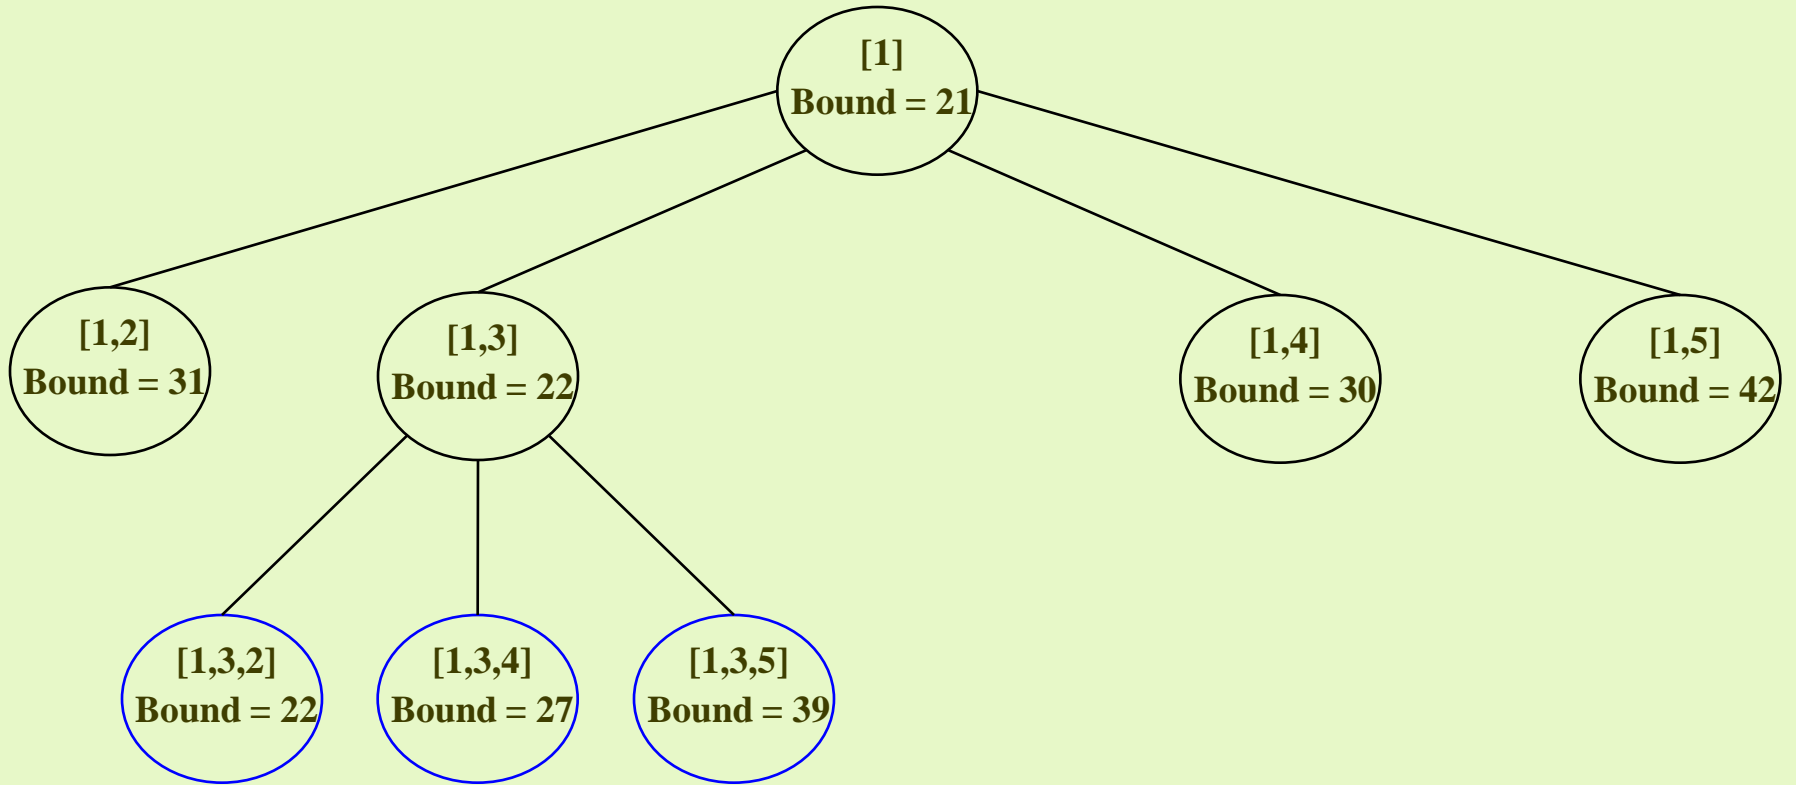 [1]
Bound = 21
[1,2]
Bound = 31
[1,3]
Bound = 22
[1,4]
Bound = 30
[1,5]
Bound = 42
[1,3,2]
Bound = 22
[1,3,4]
Bound = 27
[1,3,5]
Bound = 39